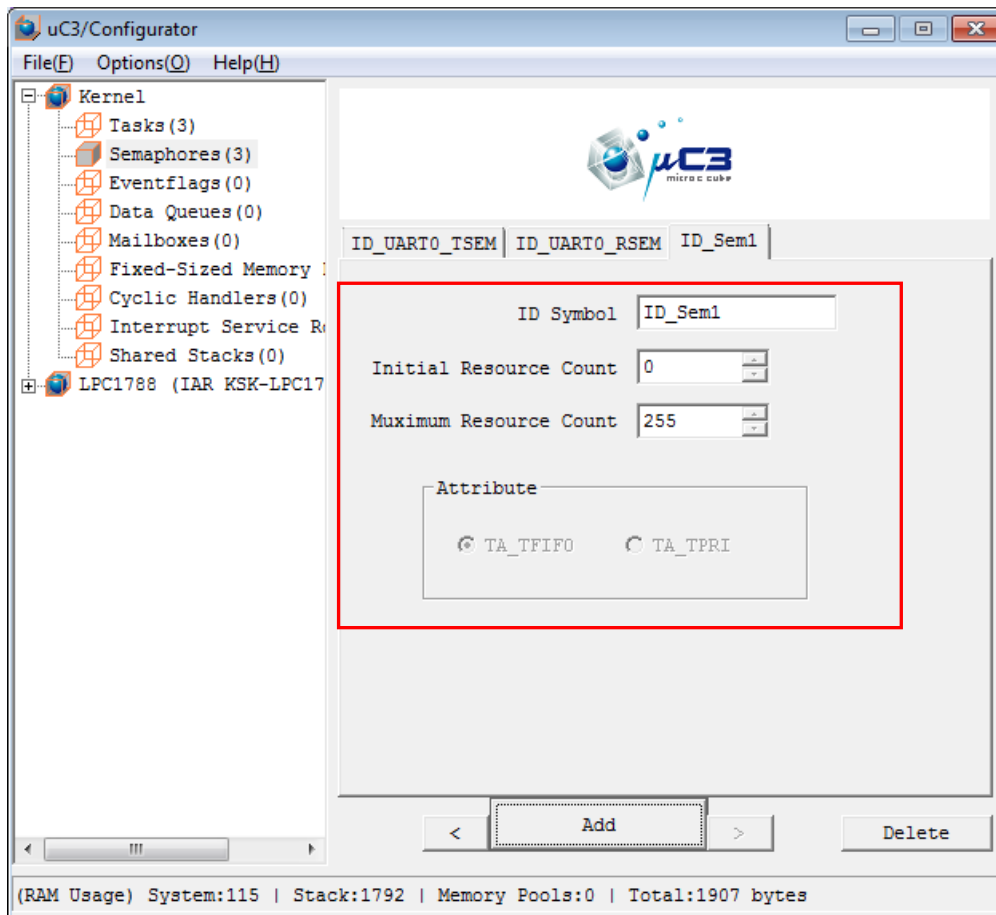 uC3/Configurator
File(F) Options(O) Help(H)
Kernel
Tasks(3)
Semaphores(3)
Eventflags(0)
Data Queues(0)
Mailboxes(0)
Fixed-Sized Memory
Cyclic Handlers(0)
Interrupt Service
Shared Stacks(0)
LPC1788 (IAR KSK-LPC17
µC3
micro c cube
ID_UART0_TSEM ID_UART0_RSEM ID_Sem1
ID Symbol ID_Sem1
Initial Resource Count 0
Muximum Resource Count 255
Attribute
TA_TFIFO TA_TPRI
< Add > Delete
(RAM Usage) System:115 | Stack:1792 | Memory Pools:0 | Total:1907 bytes